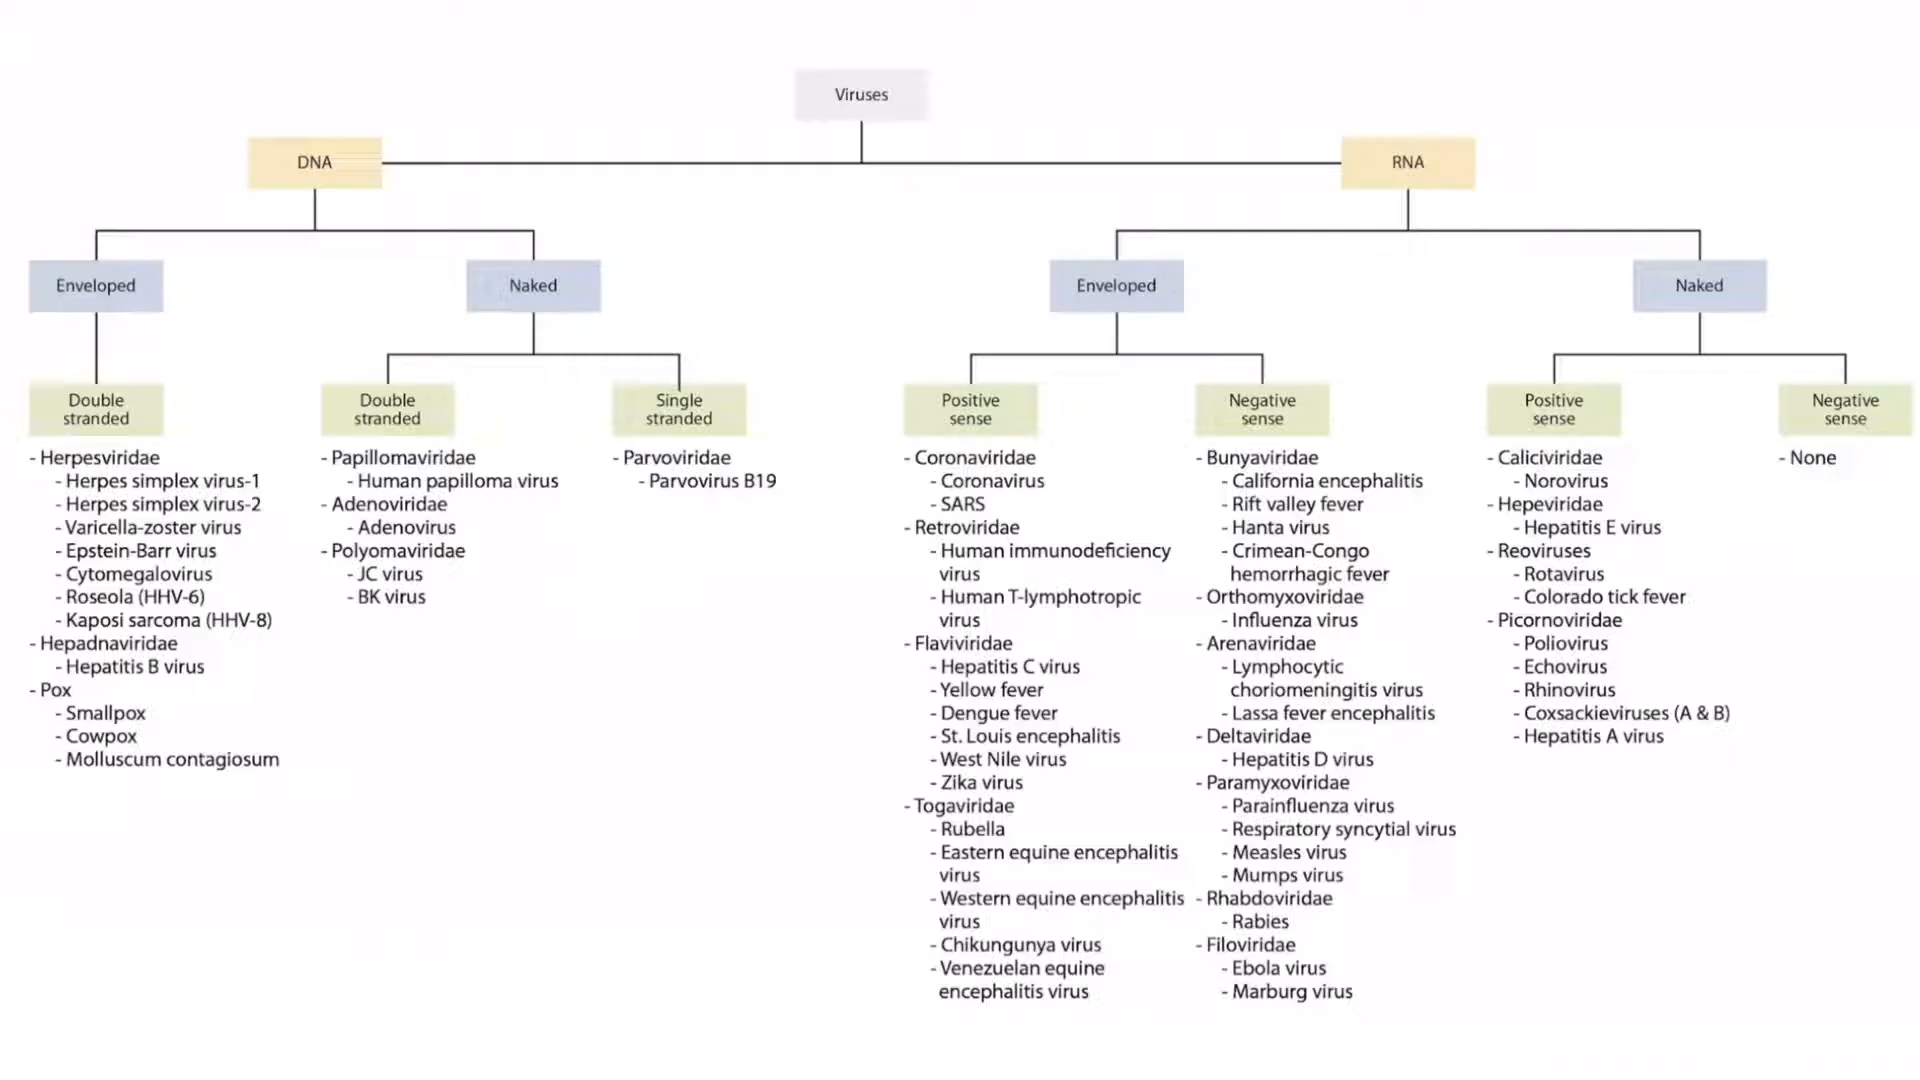 Viruses
DNA
RNA
Enveloped
Naked
Enveloped
Naked
Double
stranded
- Herpesviridae
- Herpes simplex virus-1
- Herpes simplex virus-2
- Varicella-zoster virus
- Epstein-Barr virus
- Cytomegalovirus
- Roseola (HHV-6)
- Kaposi sarcoma (HHV-8)
- Hepadnaviridae
- Hepatitis B virus
- Pox
- Smallpox
- Cowpox
- Molluscum contagiosum
Double
stranded
- Papillomaviridae
- Human papilloma virus
- Adenoviridae
- Adenovirus
- Polyomaviridae
- JC virus
- BK virus
Single
stranded
- Parvoviridae
- Parvovirus B19
Positive
sense
- Coronaviridae
- Coronavirus
- SARS
- Retroviridae
- Human immunodeficiency
virus
- Human T-lymphotropic
virus
- Flaviviridae
- Hepatitis C virus
- Yellow fever
- Dengue fever
- St. Louis encephalitis
- West Nile virus
- Zika virus
- Togaviridae
- Rubella
- Eastern equine encephalitis
virus
- Western equine encephalitis
virus
- Chikungunya virus
- Venezuelan equine
encephalitis virus
Negative
sense
- Bunyaviridae
- California encephalitis
- Rift valley fever
- Hanta virus
- Crimean-Congo
hemorrhagic fever
- Orthomyxoviridae
- Influenza virus
- Arenaviridae
- Lymphocytic
choriomeningitis virus
- Lassa fever encephalitis
- Deltaviridae
- Hepatitis D virus
- Paramyxoviridae
- Parainfluenza virus
- Respiratory syncytial virus
- Measles virus
- Mumps virus
- Rhabdoviridae
- Rabies
- Filoviridae
- Ebola virus
- Marburg virus
Positive
sense
- Caliciviridae
- Norovirus
- Hepeviridae
- Hepatitis E virus
- Reoviruses
- Rotavirus
- Colorado tick fever
- Picornoviridae
- Poliovirus
- Echovirus
- Rhinovirus
- Coxsackieviruses (A & B)
- Hepatitis A virus
Negative
sense
- None